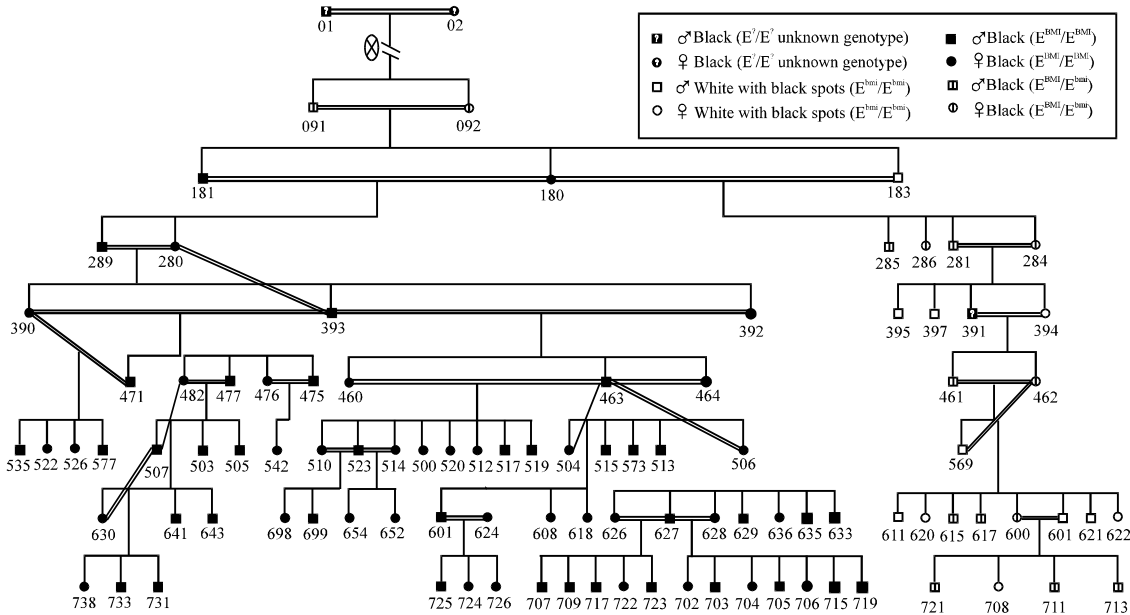 01 02
♂ Black (E?/E? unknown genotype)
♀ Black (E?/E? unknown genotype)
♂ White with black spots (Ebmi/Ebmi)
♀ White with black spots (Ebmi/Ebmi)
♂ Black (EBMI/EBMI)
♀ Black (EBMI/EBMI)
♂ Black (EBMI/Ebmi)
♀ Black (EBMI/Ebmi)
091 092
181 180 183
289 280 285 286 281 284
390 393 392 395 397 391 394
471 482 477 476 475 460 463 464 461 462
535 522 526 577 507 503 505 542 510 523 514 500 520 512 517 519 504 515 573 513 506 569
630 641 643 698 699 654 652 601 624 608 618 626 627 628 629 636 635 633 611 620 615 617 600 601 621 622
738 733 731 725 724 726 707 709 717 722 723 702 703 704 705 706 715 719 721 708 711 713